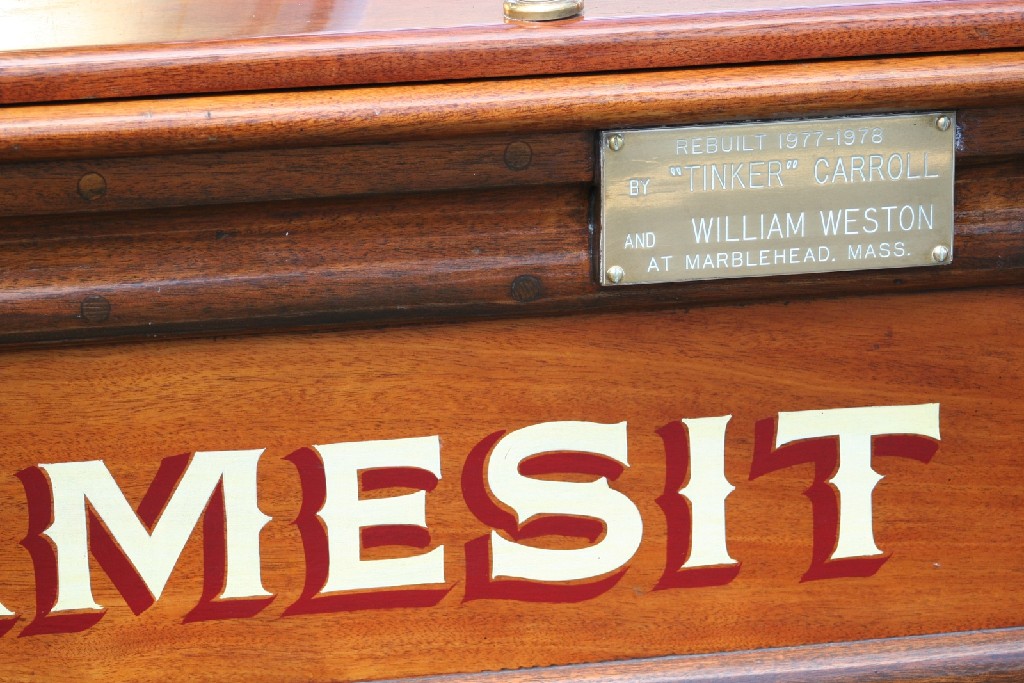 REBUILT 1977-1978
BY "TINKER" CARROLL
AND WILLIAM WESTON
AT MARBLEHEAD, MASS.
MESIT